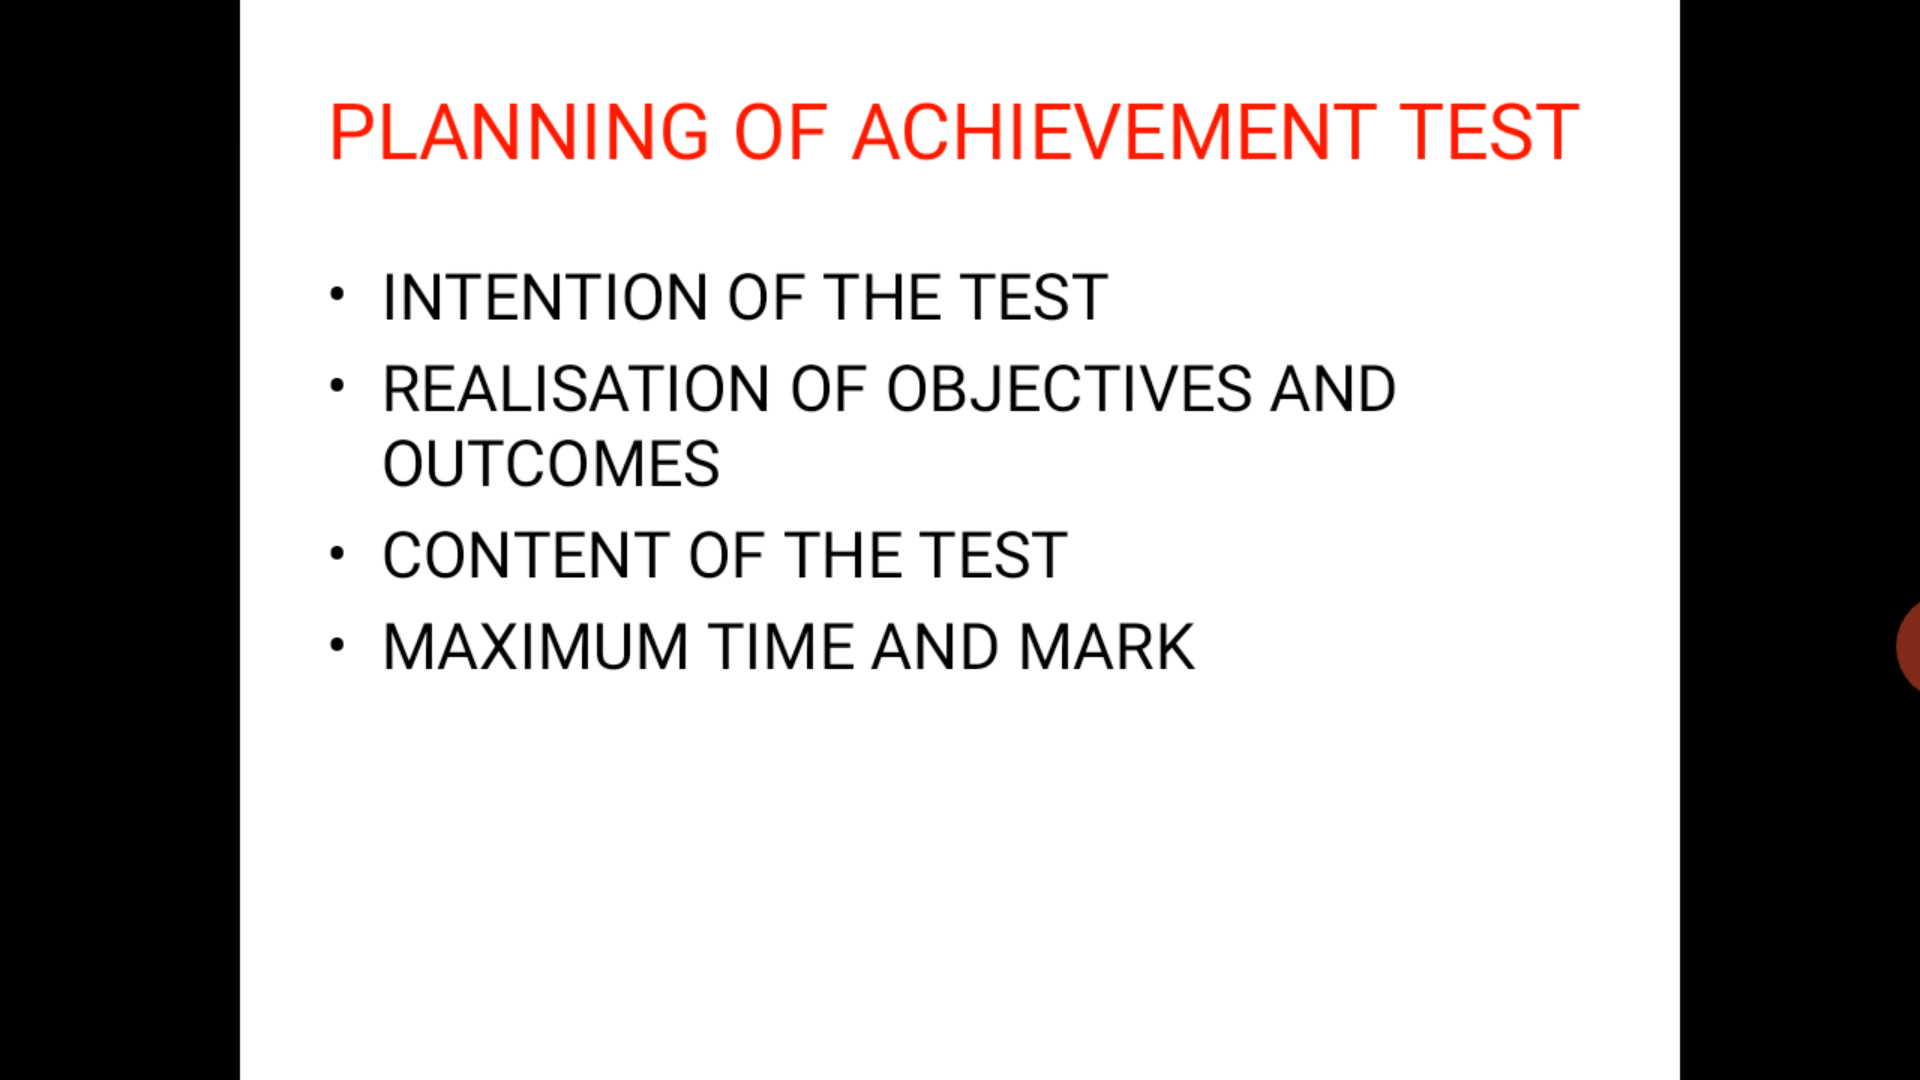 PLANNING OF ACHIEVEMENT TEST
• INTENTION OF THE TEST
• REALISATION OF OBJECTIVES AND
OUTCOMES
• CONTENT OF THE TEST
• MAXIMUM TIME AND MARK